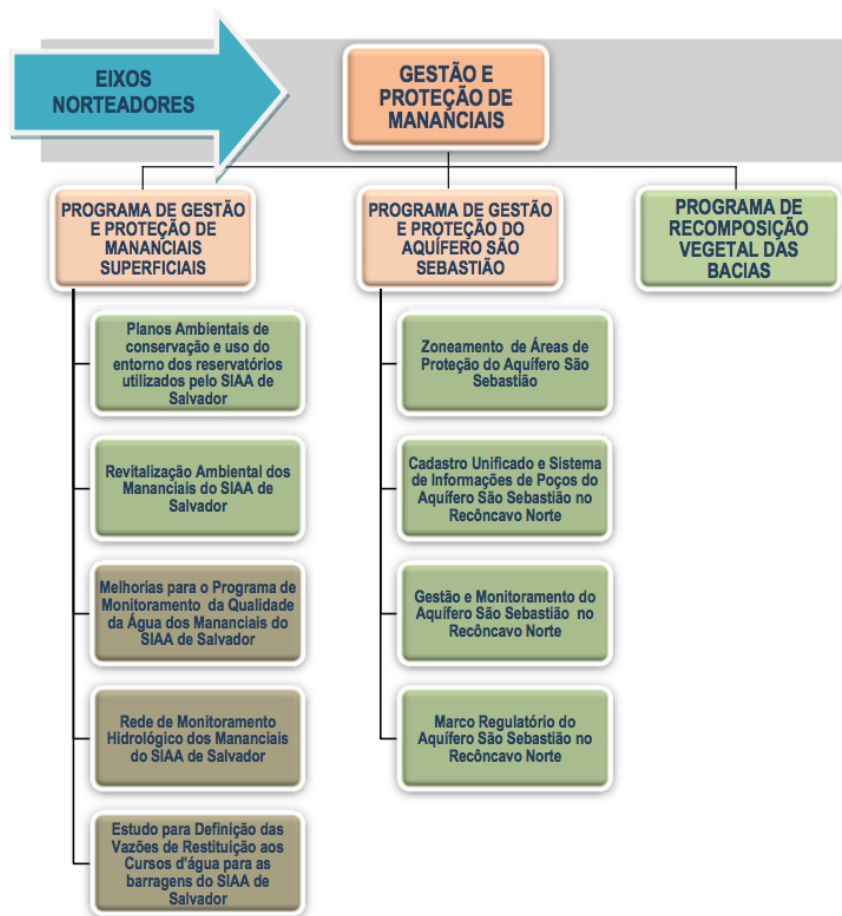 EIXOS
NORTEADORES
GESTÃO E
PROTEÇÃO DE
MANANCIAIS
PROGRAMA DE GESTÃO
E PROTEÇÃO DE
MANANCIAIS
SUPERFICIAIS
Planos Ambientais de
conservação e uso do
entorno dos reservatórios
utilizados pelo SIAA de
Salvador
Revitalização Ambiental dos
Mananciais do SIAA de
Salvador
Melhorias para o Programa de
Monitoramento da Qualidade
da Água dos Mananciais do
SIAA de Salvador
Rede de Monitoramento
Hidrológico dos Mananciais
do SIAA de Salvador
Estudo para Definição das
Vazões de Restituição aos
Cursos d'água para as
barragens do SIAA de
Salvador
PROGRAMA DE GESTÃO
E PROTEÇÃO DO
AQUÍFERO SÃO
SEBASTIÃO
Zoneamento de Áreas de
Proteção do Aquífero São
Sebastião
Cadastro Unificado e Sistema
de Informações de Poços do
Aquífero São Sebastião no
Recôncavo Norte
Gestão e Monitoramento do
Aquífero São Sebastião no
Recôncavo Norte
Marco Regulatório do
Aquífero São Sebastião no
Recôncavo Norte
PROGRAMA DE
RECOMPOSIÇÃO
VEGETAL DAS
BACIAS